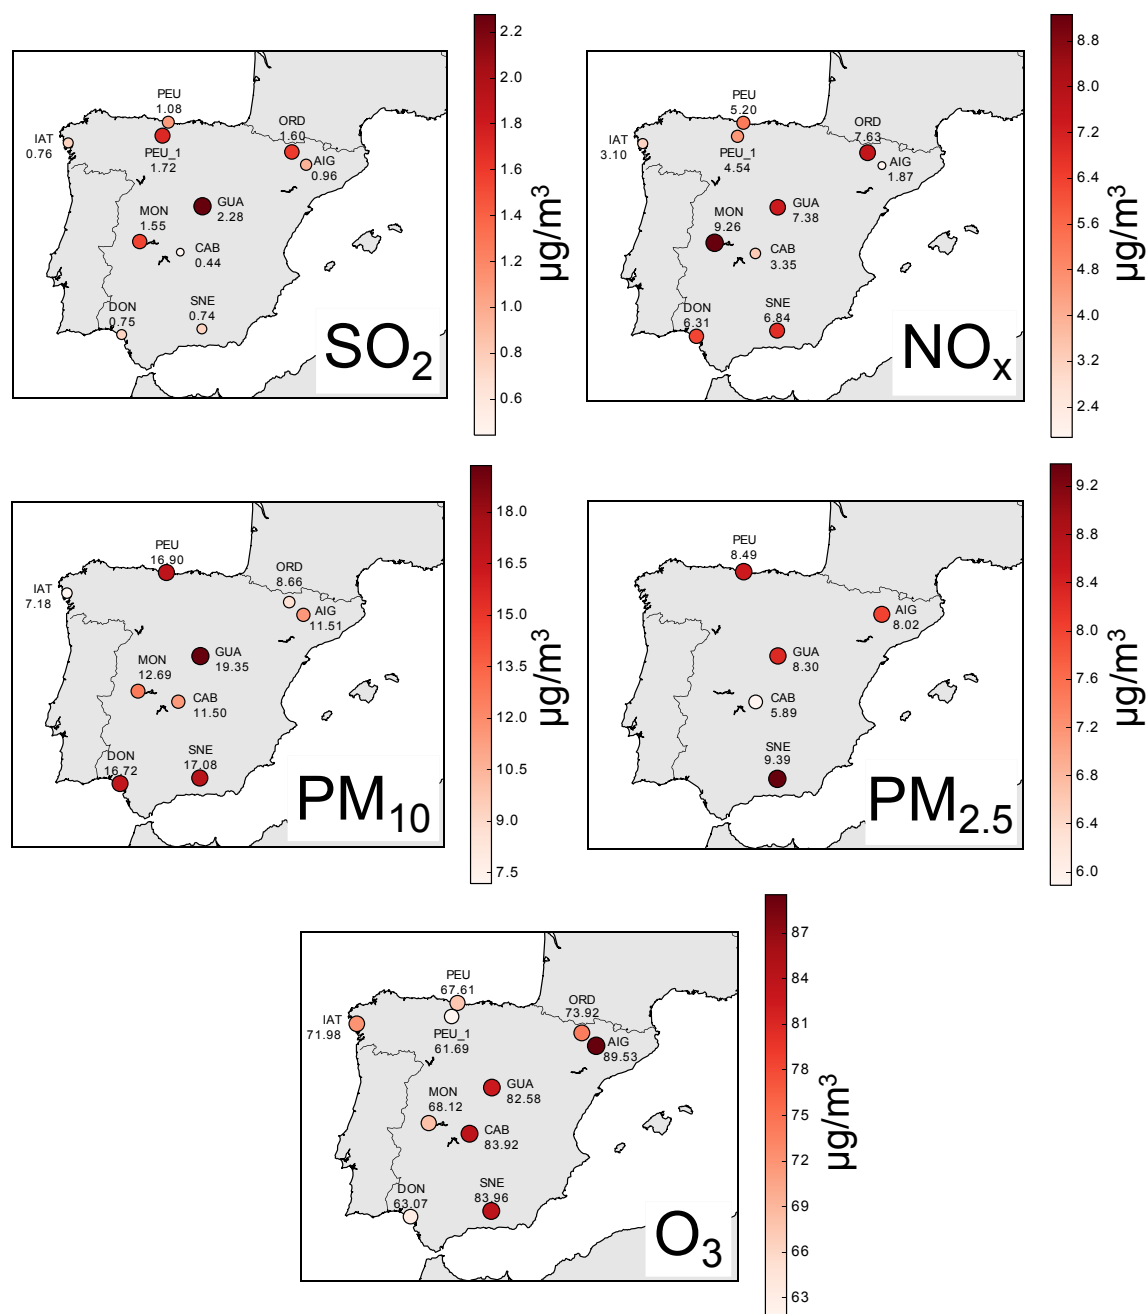 PEU
1.08
IAT
0.76
PEU_1
1.72
ORD
1.60
AIG
0.96
GUA
2.28
MON
1.55
CAB
0.44
DON
0.75
SNE
0.74
SO2
2.2
2.0
1.8
1.6
1.4
1.2
1.0
0.8
0.6
µg/m³
PEU
5.20
IAT
3.10
PEU_1
4.54
ORD
7.63
AIG
1.87
GUA
7.38
MON
9.26
CAB
3.35
DON
6.31
SNE
6.84
NOx
8.8
8.0
7.2
6.4
5.6
4.8
4.0
3.2
2.4
µg/m³
PEU
16.90
IAT
7.18
ORD
8.66
AIG
11.51
GUA
19.35
MON
12.69
CAB
11.50
DON
16.72
SNE
17.08
PM10
18.0
16.5
15.0
13.5
12.0
10.5
9.0
7.5
µg/m³
PEU
8.49
AIG
8.02
GUA
8.30
CAB
5.89
SNE
9.39
PM2.5
9.2
8.8
8.4
8.0
7.6
7.2
6.8
6.4
6.0
µg/m³
PEU
67.61
IAT
71.98
PEU_1
61.69
ORD
73.92
AIG
89.53
GUA
82.58
MON
68.12
CAB
83.92
DON
63.07
SNE
83.96
O3
87
84
81
78
75
72
69
66
63
µg/m³